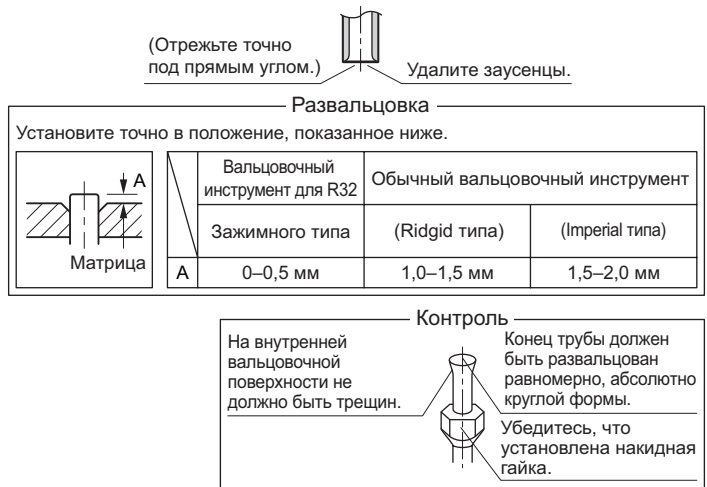 (Отрежьте точно
под прямым углом.)
Удалите заусенцы.
Развальцовка
Установите точно в положение, показанное ниже.
A
Матрица
Вальцовочный
инструмент для R32
Обычный вальцовочный инструмент
Зажимного типа
(Ridgid типа)
(Imperial типа)
A
0–0,5 мм
1,0–1,5 мм
1,5–2,0 мм
Контроль
На внутренней
вальцовочной
поверхности не
должно быть трещин.
Конец трубы должен
быть развальцован
равномерно, абсолютно
круглой формы.
Убедитесь, что
установлена накидная
гайка.